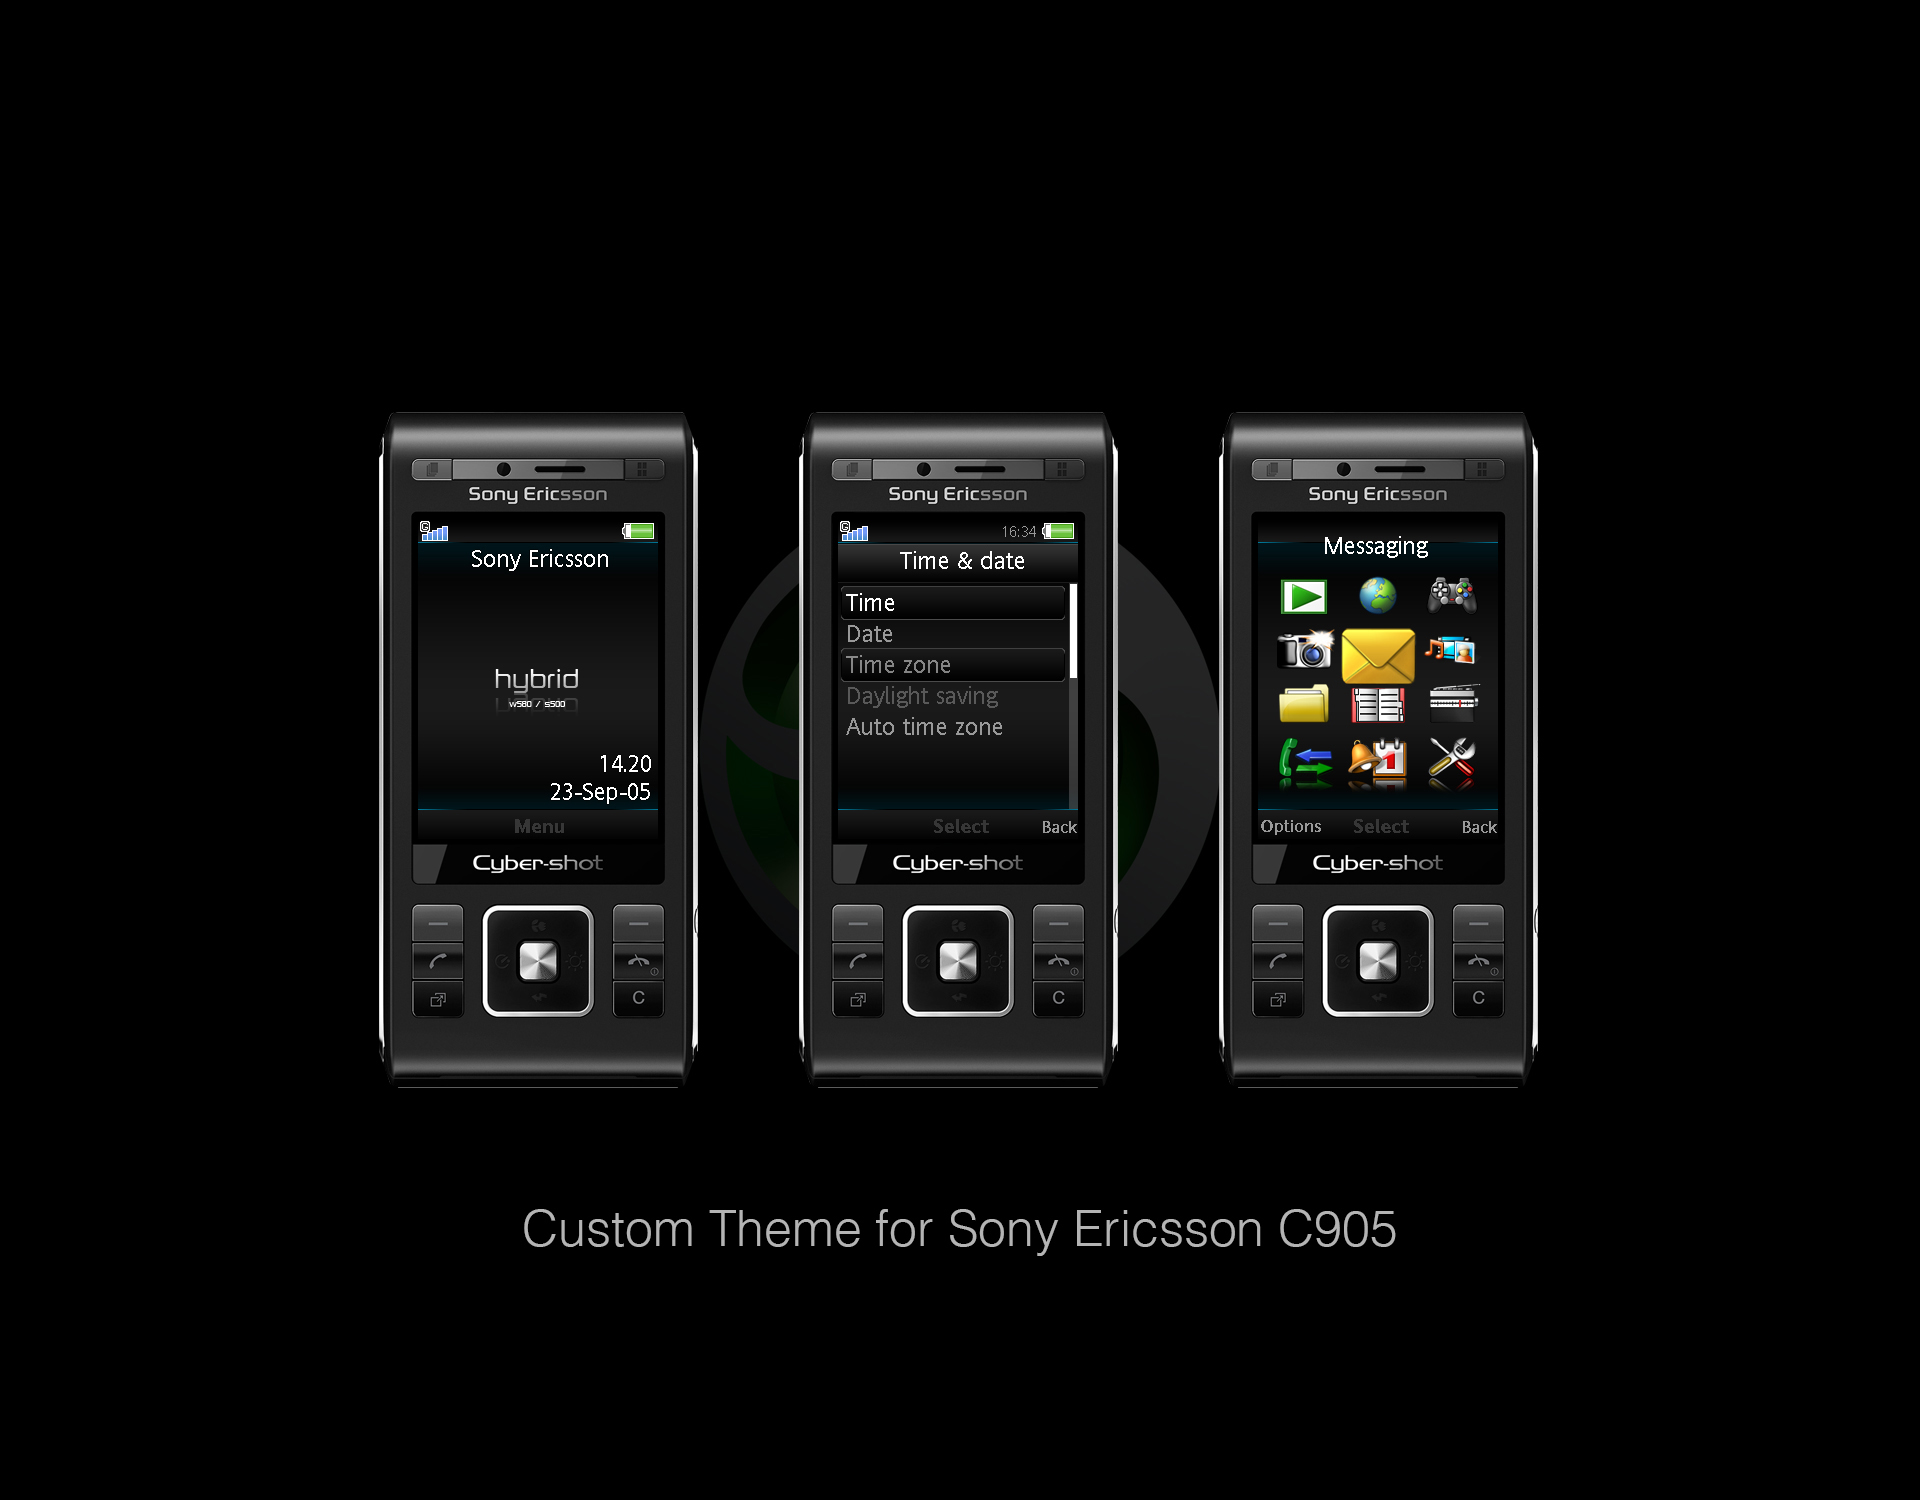 Sony Ericsson
G
Sony Ericsson
hybrid
w580 / s500
14.20
23-Sep-05
Menu
Cyber-shot
C
Sony Ericsson
G
16:34
Time & date
Time
Date
Time zone
Daylight saving
Auto time zone
Select
Back
Cyber-shot
C
Sony Ericsson
Messaging
1
Options
Select
Back
Cyber-shot
C
Custom Theme for Sony Ericsson C905